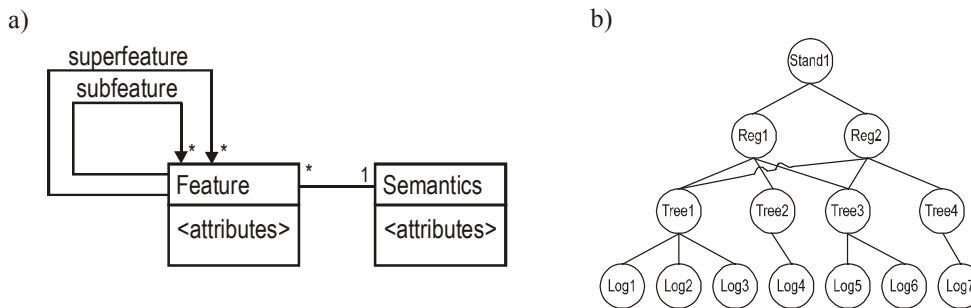 a)
b)
superfeature
subfeature
* *
Feature * 1 Semantics
<attributes> <attributes>
Stand1
Reg1 Reg2
Tree1 Tree2 Tree3 Tree4
Log1 Log2 Log3 Log4 Log5 Log6 Log7